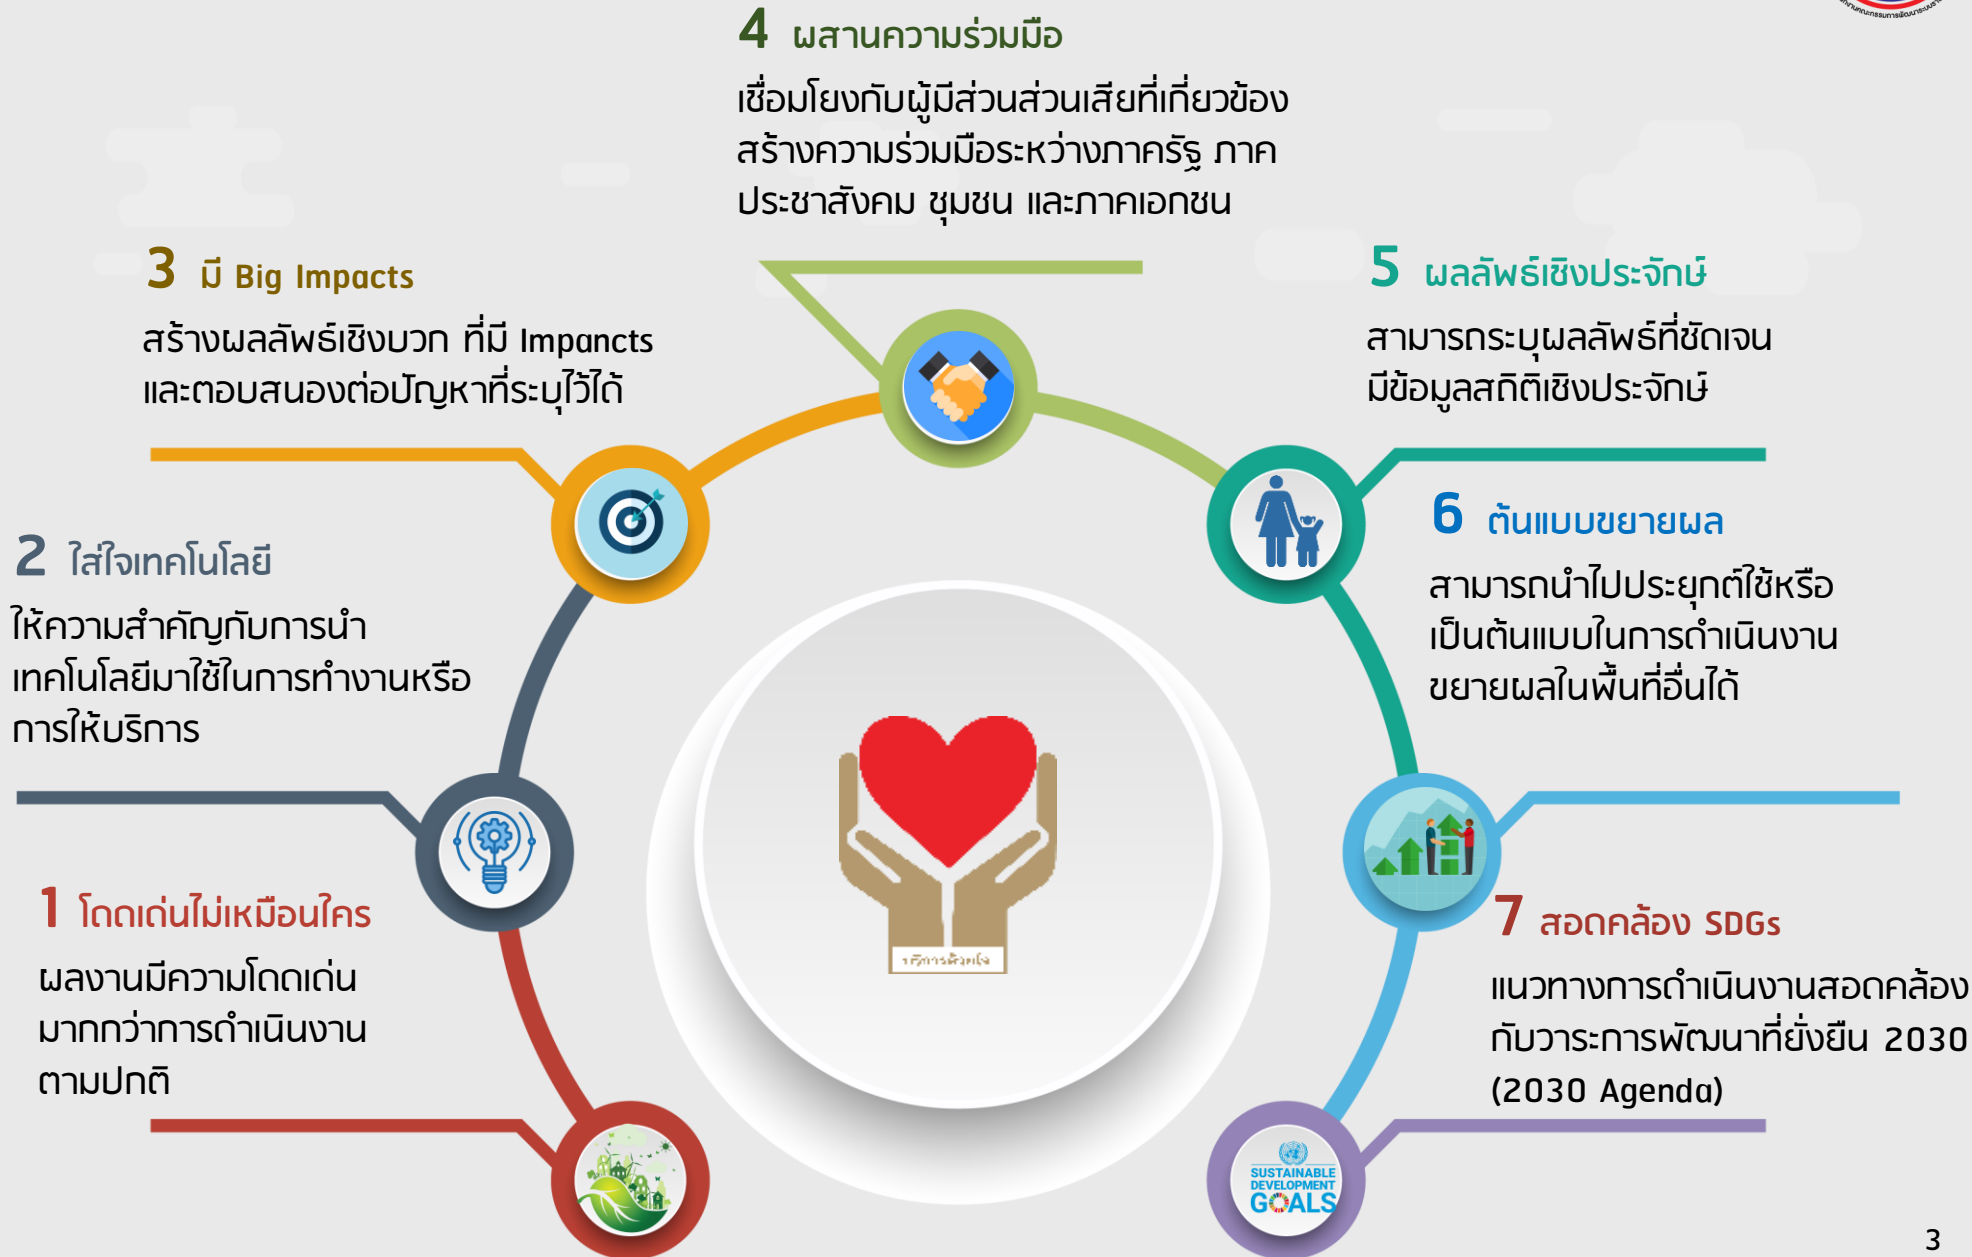 4 ผสานความร่วมมือ
เชื่อมโยงกับผู้มีส่วนส่วนเสียที่เกี่ยวข้อง
สร้างความร่วมมือระหว่างภาครัฐ ภาค
ประชาสังคม ชุมชน และภาคเอกชน
3 มี Big Impacts
สร้างผลลัพธ์เชิงบวก ที่มี Impancts
และตอบสนองต่อปัญหาที่ระบุไว้ได้
5 ผลลัพธ์เชิงประจักษ์
สามารถระบุผลลัพธ์ที่ชัดเจน
มีข้อมูลสถิติเชิงประจักษ์
2 ใส่ใจเทคโนโลยี
ให้ความสำคัญกับการนำ
เทคโนโลยีมาใช้ในการทำงานหรือ
การให้บริการ
6 ต้นแบบขยายผล
สามารถนำไปประยุกต์ใช้หรือ
เป็นต้นแบบในการดำเนินงาน
ขยายผลในพื้นที่อื่นได้
1 โดดเด่นไม่เหมือนใคร
ผลงานมีความโดดเด่น
มากกว่าการดำเนินงาน
ตามปกติ
7 สอดคล้อง SDGs
แนวทางการดำเนินงานสอดคล้อง
กับวาระการพัฒนาที่ยั่งยืน 2030
(2030 Agenda)
SUSTAINABLE
DEVELOPMENT
GOALS
3